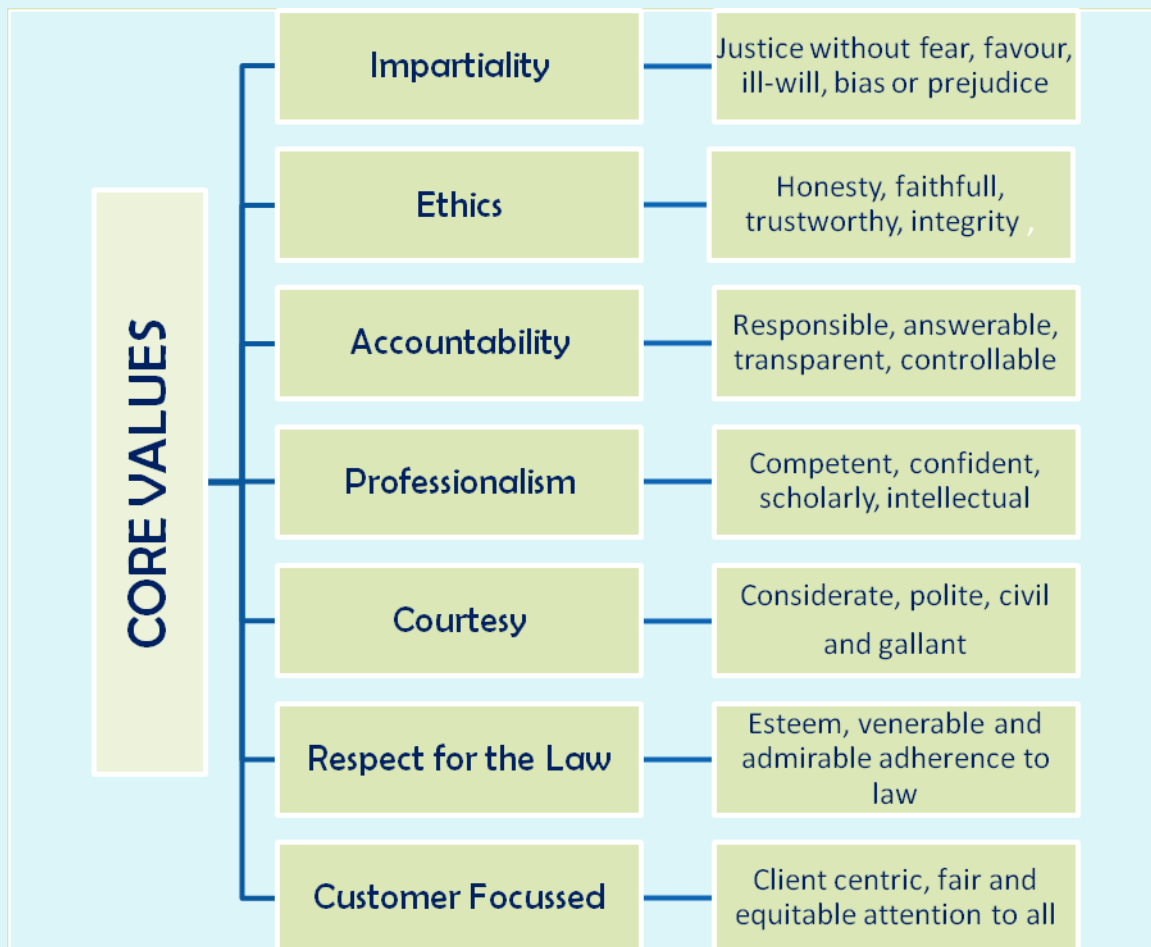 CORE VALUES
Impartiality
Justice without fear, favour,
ill-will, bias or prejudice
Ethics
Honesty, faithfull,
trustworthy, integrity ,
Accountability
Responsible, answerable,
transparent, controllable
Professionalism
Competent, confident,
scholarly, intellectual
Courtesy
Considerate, polite, civil
and gallant
Respect for the Law
Esteem, venerable and
admirable adherence to
law
Customer Focussed
Client centric, fair and
equitable attention to all